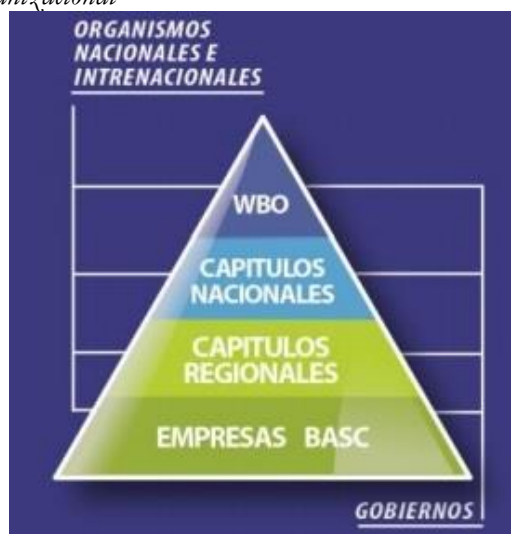 ORGANISMOS
NACIONALES E
INTRENACIONALES
WBO
CAPITULOS
NACIONALES
CAPITULOS
REGIONALES
EMPRESAS BASC
GOBIERNOS